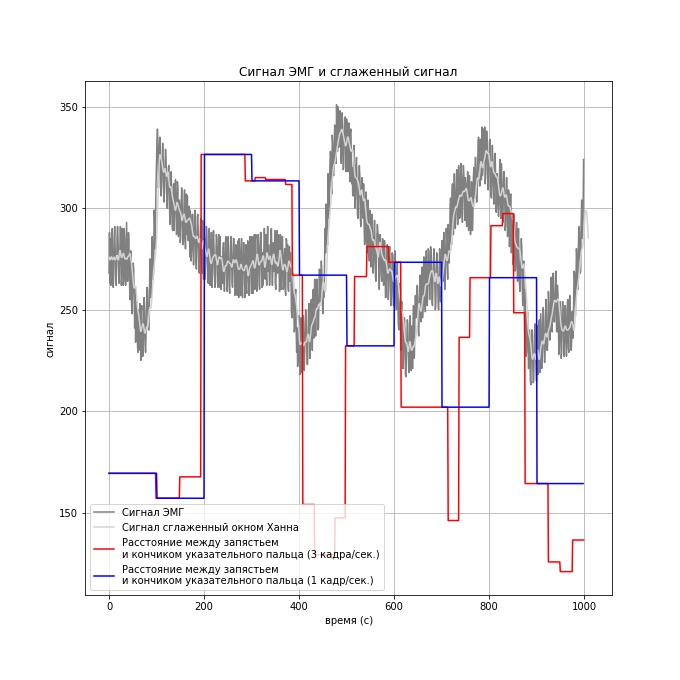 Сигнал ЭМГ и сглаженный сигнал
сигнал
350
300
250
200
150
Сигнал ЭМГ
Сигнал сглаженный окном Ханна
Расстояние между запястьем
и кончиком указательного пальца (3 кадра/сек.)
Расстояние между запястьем
и кончиком указательного пальца (1 кадр/сек.)
0 200 400 600 800 1000
время (с)